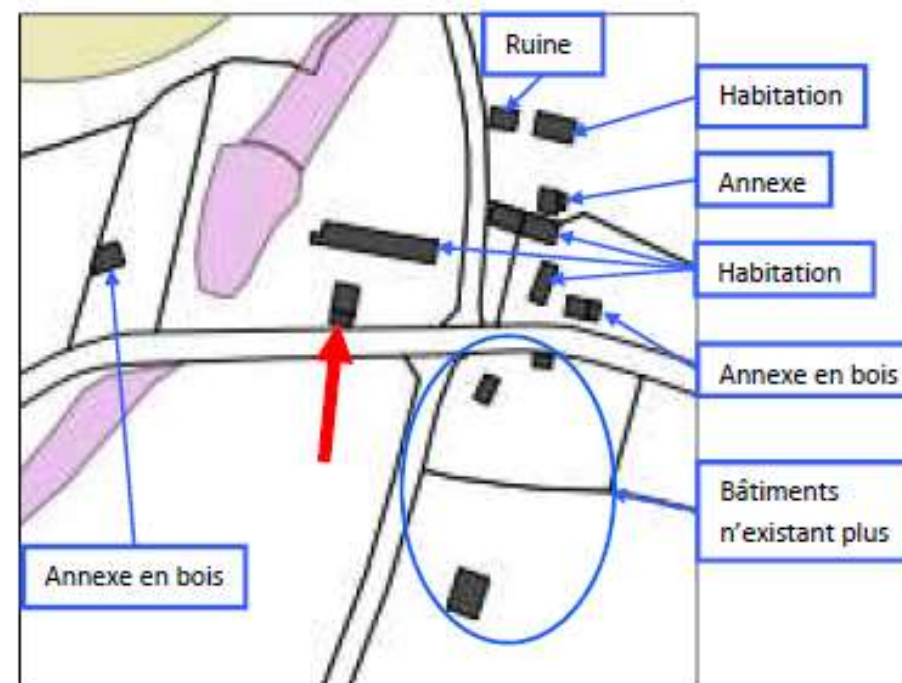 Ruine
Habitation
Annexe
Habitation
Annexe en bois
Bâtiments
n'existant plus
Annexe en bois